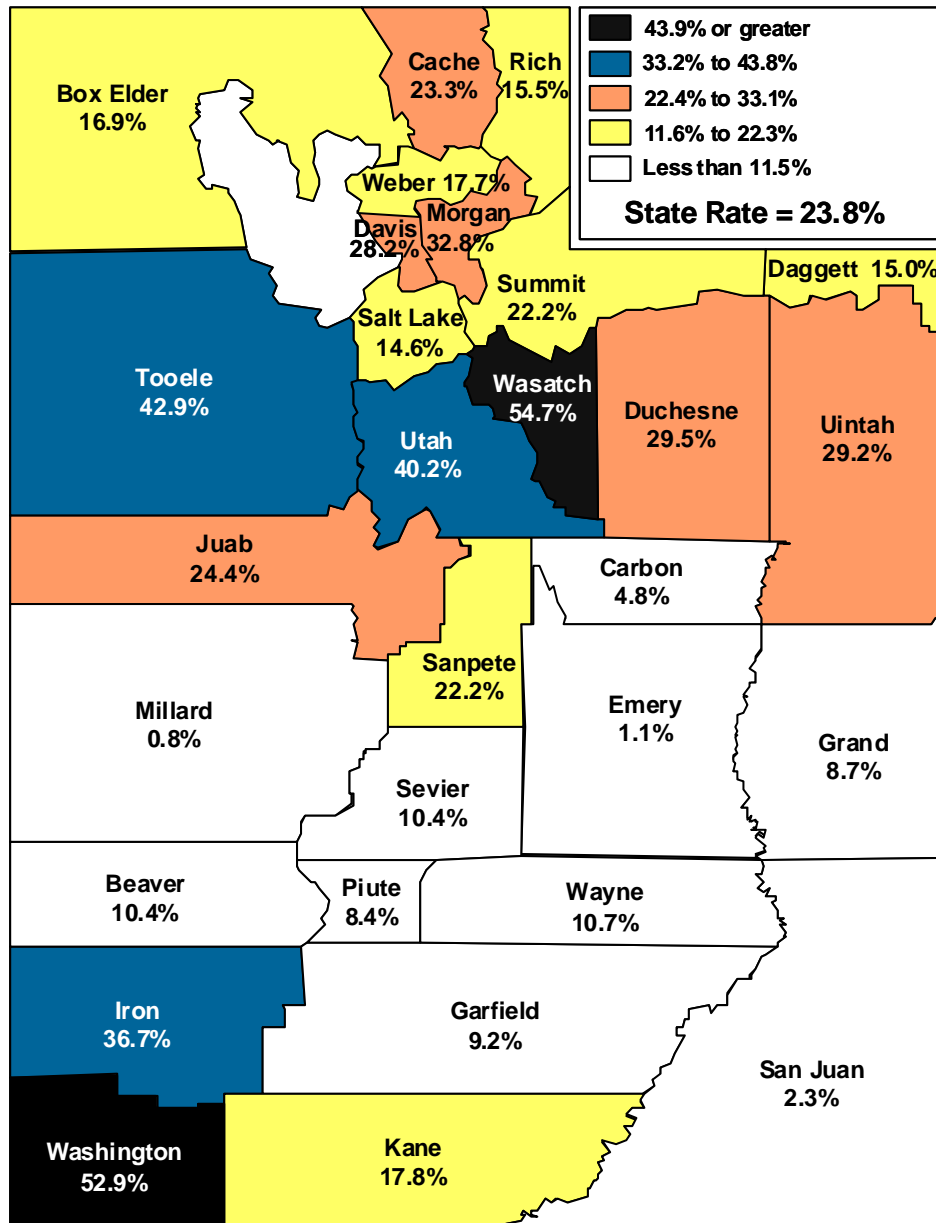 43.9% or greater
33.2% to 43.8%
22.4% to 33.1%
11.6% to 22.3%
Less than 11.5%
State Rate = 23.8%
Cache
23.3%
Rich
15.5%
Box Elder
16.9%
Weber 17.7%
Morgan
32.8%
Davis
28.2%
Daggett 15.0%
Summit
22.2%
Salt Lake
14.6%
Tooele
42.9%
Wasatch
54.7%
Duchesne
29.5%
Uintah
29.2%
Utah
40.2%
Juab
24.4%
Carbon
4.8%
Sanpete
22.2%
Millard
0.8%
Emery
1.1%
Grand
8.7%
Sevier
10.4%
Beaver
10.4%
Piute
8.4%
Wayne
10.7%
Iron
36.7%
Garfield
9.2%
San Juan
2.3%
Washington
52.9%
Kane
17.8%